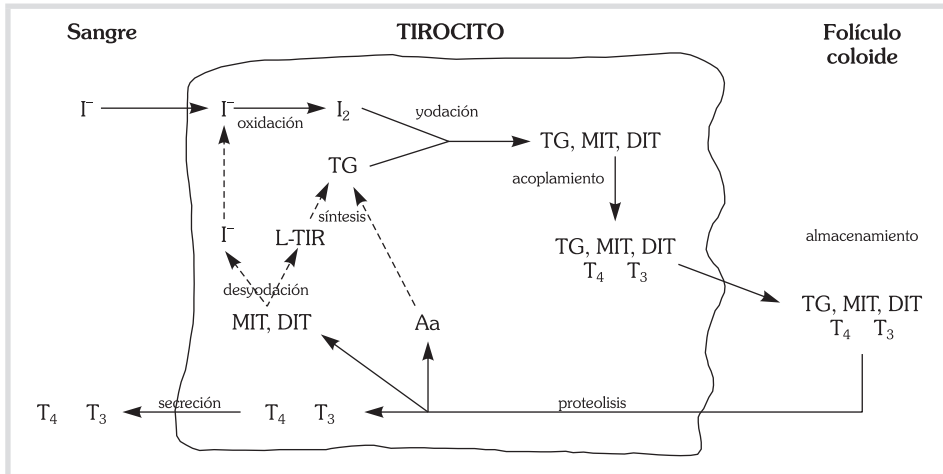 Sangre
TIROCITO
Folículo
coloide
I⁻
I⁻
oxidación
I₂
yodación
TG, MIT, DIT
TG
acoplamiento
síntesis
I⁻
L-TIR
TG, MIT, DIT
T₄ T₃
almacenamiento
desyodación
MIT, DIT
Aa
TG, MIT, DIT
T₄ T₃
T₄ T₃
secreción
T₄ T₃
proteolisis